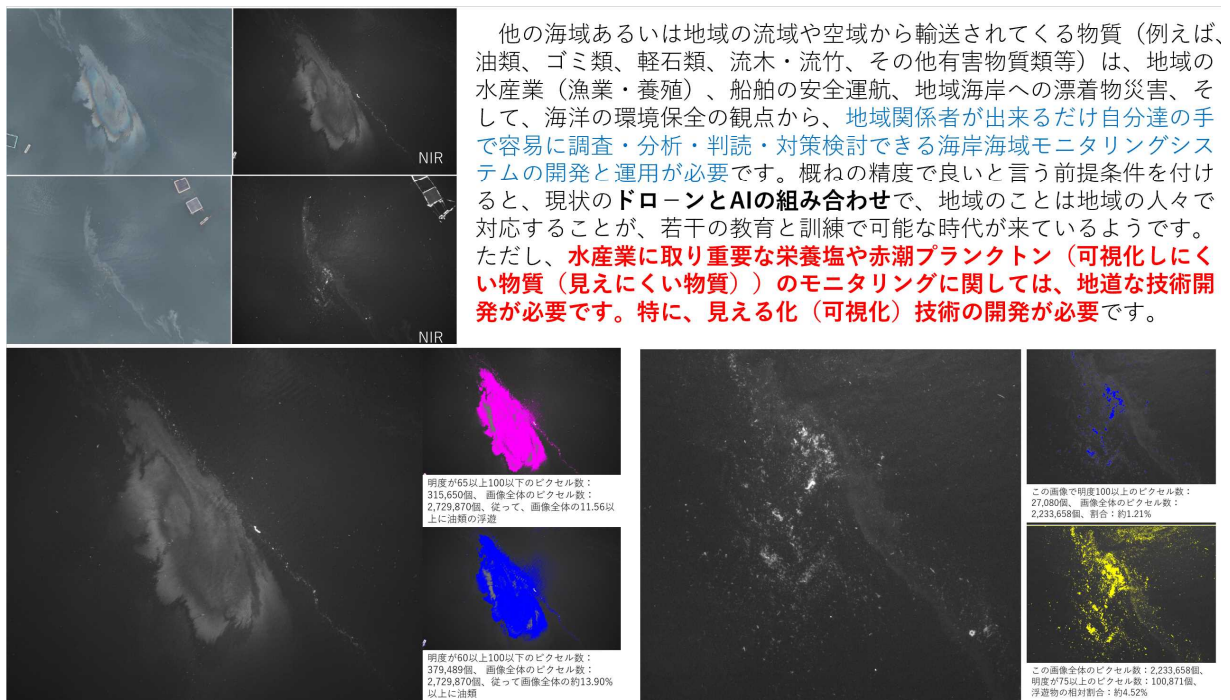 他の海域あるいは地域の流域や空域から輸送されてくる物質（例えば、
油類、ゴミ類、軽石類、流木・流竹、その他有害物質類等）は、地域の
水産業（漁業・養殖）、船舶の安全運航、地域海岸への漂着物災害、そ
して、海洋の環境保全の観点から、地域関係者が出来るだけ自分達の手
で容易に調査・分析・判読・対策検討できる海岸海域モニタリングシス
テムの開発と運用が必要です。概ねの精度で良いと言う前提条件を付け
ると、現状のドローンとAIの組み合わせで、地域のことは地域の人々で
対応することが、若干の教育と訓練で可能な時代が来ているようです。
ただし、水産業に取り重要な栄養塩や赤潮プランクトン（可視化しにく
い物質（見えにくい物質））のモニタリングに関しては、地道な技術開
発が必要です。特に、見える化（可視化）技術の開発が必要です。
NIR
NIR
明度が65以上100以下のピクセル数：
315,650個、 画像全体のピクセル数：
2,729,870個、従って、画像全体の11.56以
上に油類の浮遊
明度が60以上100以下のピクセル数：
379,489個、 画像全体のピクセル数：
2,729,870個、従って画像全体の約13.90%
以上に油類
この画像で明度100以上のピクセル数：
27,080個、 画像全体のピクセル数：
2,233,658個、割合：約1.21%
この画像全体のピクセル数：2,233,658個、
明度が75以上のピクセル数：100,871個、
浮遊物の相対割合：約4.52%